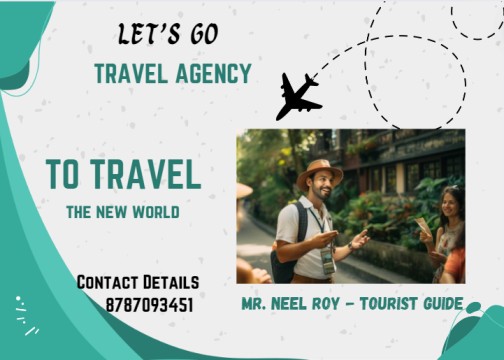 LET'S GO
TRAVEL AGENCY
TO TRAVEL
THE NEW WORLD
CONTACT DETAILS
8787093451
MR. NEEL ROY – TOURIST GUIDE